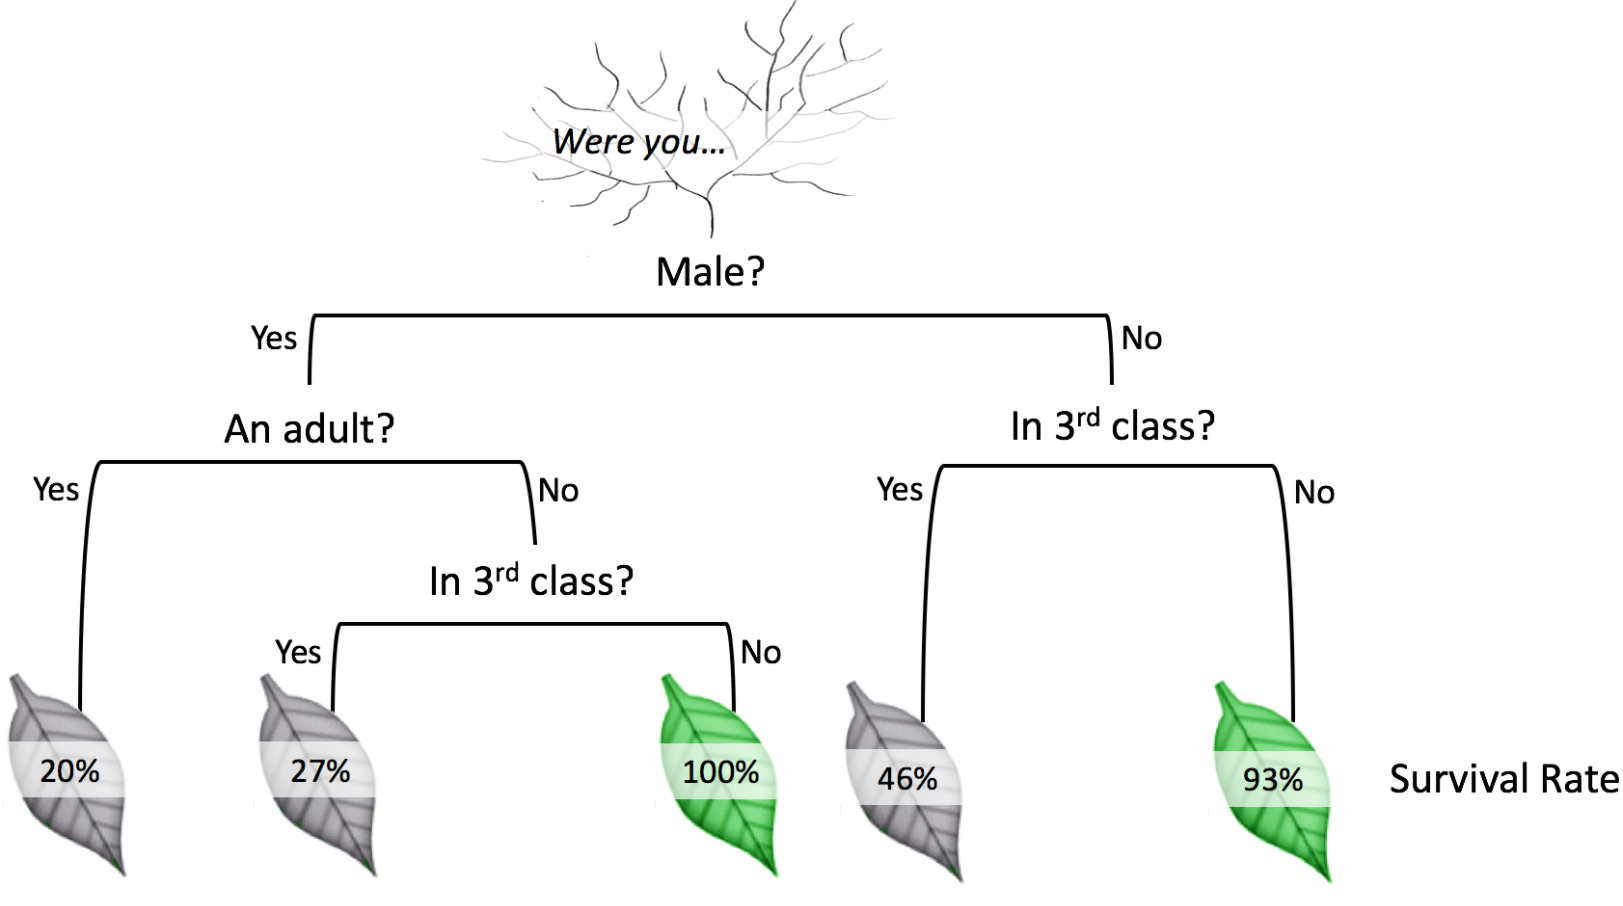 Were you...
Male?
Yes
No
An adult?
In 3rd class?
Yes
No
Yes
No
In 3rd class?
Yes
No
20%
27%
100%
46%
93%
Survival Rate